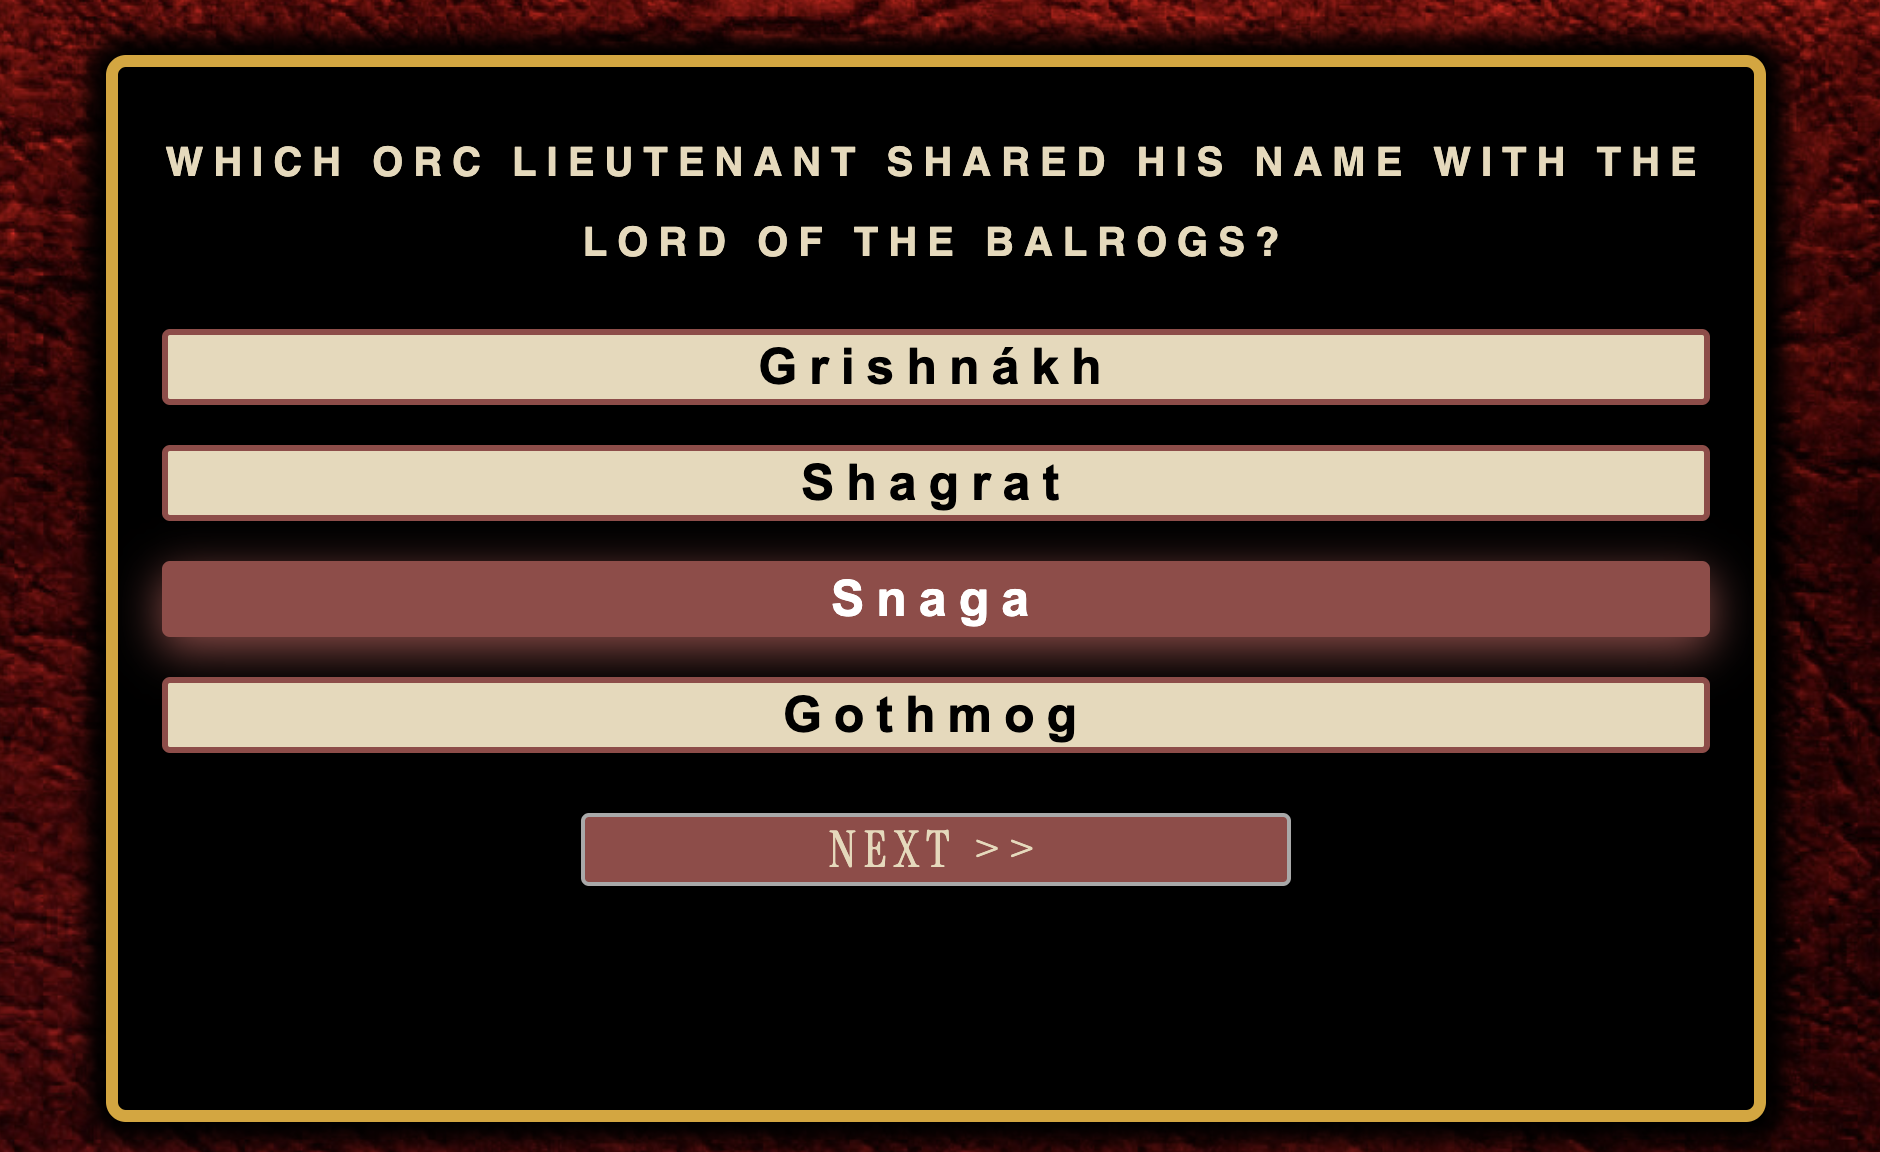 WHICH ORC LIEUTENANT SHARED HIS NAME WITH THE
LORD OF THE BALROGS?
Grishnákh
Shagrat
Snaga
Gothmog
NEXT >>